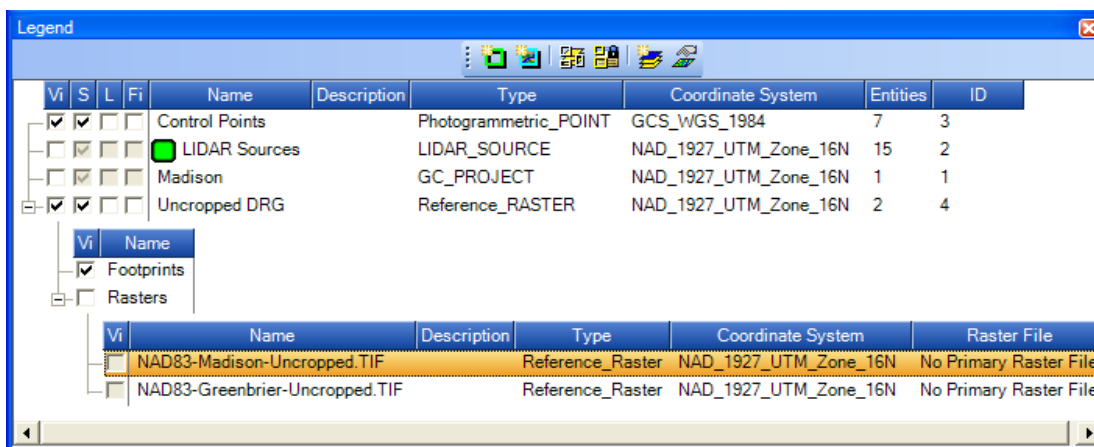 Legend
Vi S L Fi Name Description Type Coordinate System Entities ID
Control Points Photogrammetric_POINT GCS_WGS_1984 7 3
LIDAR Sources LIDAR_SOURCE NAD_1927_UTM_Zone_16N 15 2
Madison GC_PROJECT NAD_1927_UTM_Zone_16N 1 1
Uncropped DRG Reference_RASTER NAD_1927_UTM_Zone_16N 2 4
Vi Name
Footprints
Rasters
Vi Name Description Type Coordinate System Raster File
NAD83-Madison-Uncropped.TIF Reference_Raster NAD_1927_UTM_Zone_16N No Primary Raster File
NAD83-Greenbrier-Uncropped.TIF Reference_Raster NAD_1927_UTM_Zone_16N No Primary Raster File